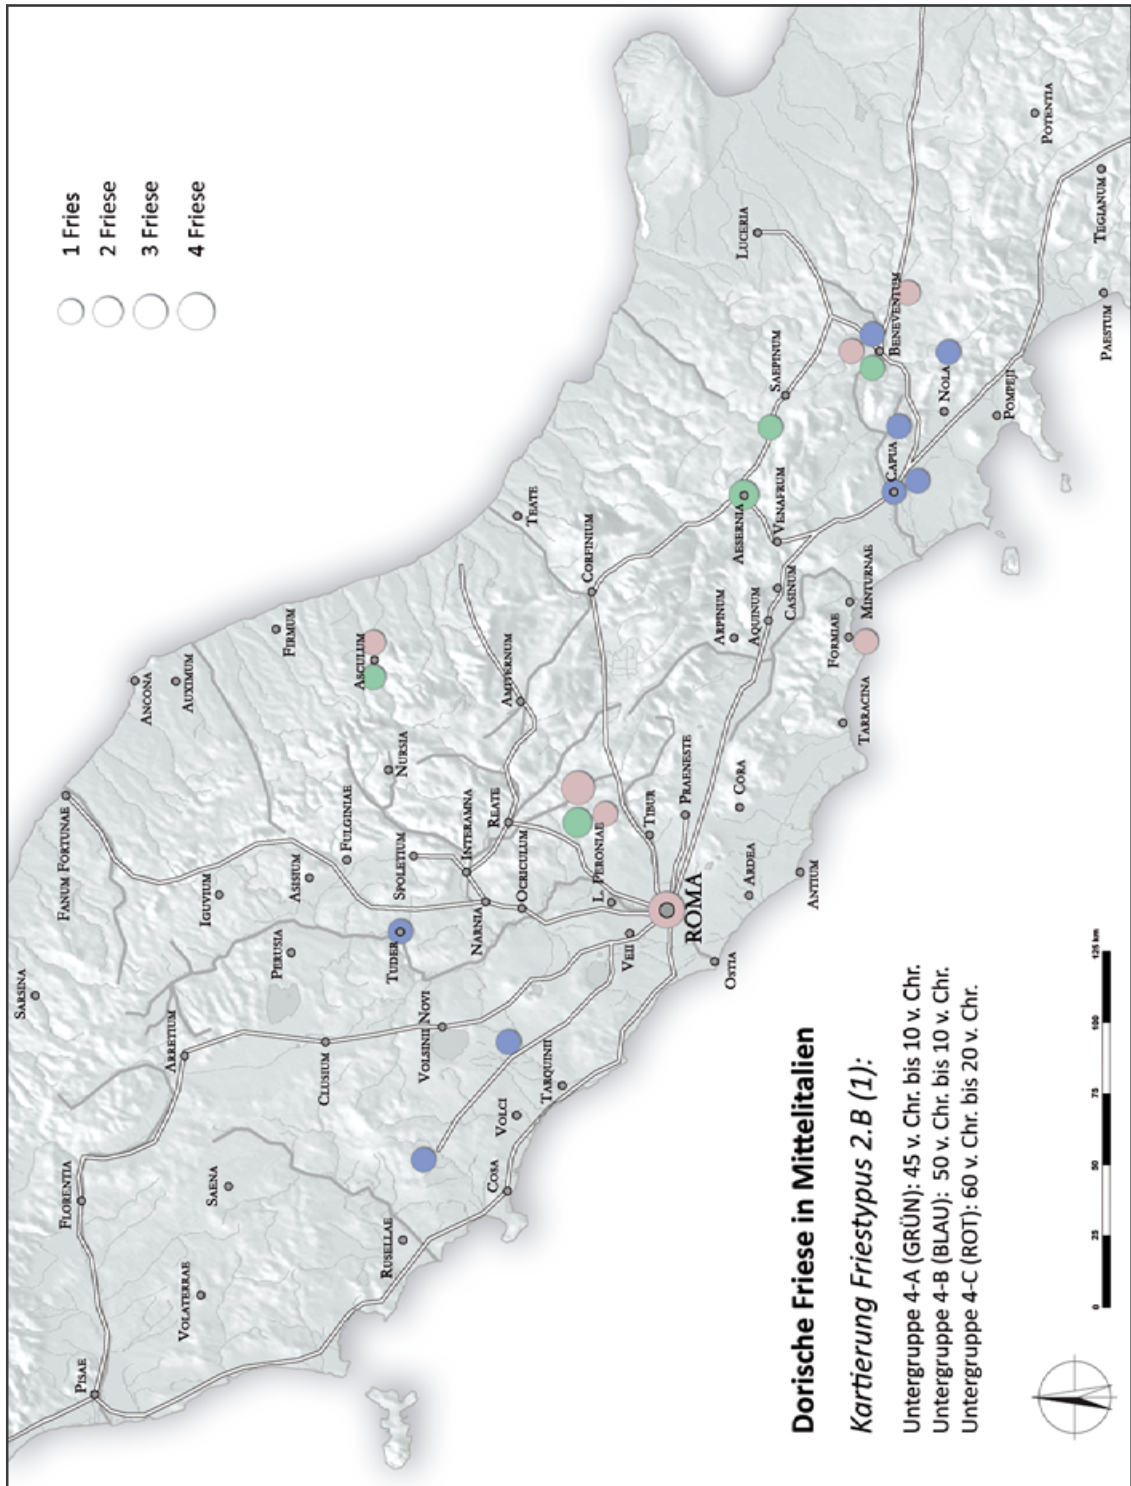 1 Fries
2 Friese
3 Friese
4 Friese
Sarsina
Fanum Fortunae
Ancona
Auximum
Firmum
Pisae
Florentia
Arretium
Iguvium
Asisium
Perusia
Fulginiae
Nursia
Asculum
Volaterrae
Saena
Clusium
Tuder
Spoletium
Interamna
Reate
Amiternum
Teate
Corfinium
Rusellae
Cosa
Volci
Volsinii Novi
Tarquinii
Narnia
Ocriculum
L. Peroniae
Veii
Tibur
Praeneste
ROMA
Ostia
Ardea
Antium
Cora
Tarracina
Formiae
Minturnae
Arpinum
Aquinum
Casinum
Venafrum
Aesernia
Saepinum
Luceria
Capua
Beneventum
Nola
Pompeji
Paestum
Tegianum
Potentia
Dorische Friese in Mittelitalien
Kartierung Friestypus 2.B (1):
Untergruppe 4-A (GRÜN): 45 v. Chr. bis 10 v. Chr.
Untergruppe 4-B (BLAU): 50 v. Chr. bis 10 v. Chr.
Untergruppe 4-C (ROT): 60 v. Chr. bis 20 v. Chr.
0 25 50 75 100 125 km